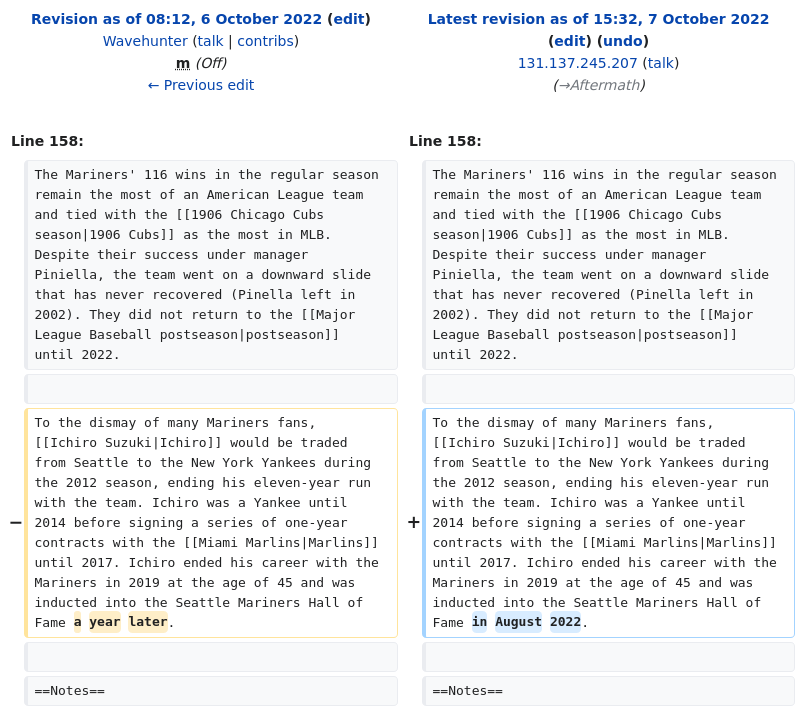 Revision as of 08:12, 6 October 2022 (edit)
Wavehunter (talk | contribs)
m (Off)
← Previous edit
Latest revision as of 15:32, 7 October 2022
(edit) (undo)
131.137.245.207 (talk)
(→Aftermath)
Line 158:
The Mariners' 116 wins in the regular season
remain the most of an American League team
and tied with the [[1906 Chicago Cubs
season|1906 Cubs]] as the most in MLB.
Despite their success under manager
Piniella, the team went on a downward slide
that has never recovered (Pinella left in
2002). They did not return to the [[Major
League Baseball postseason|postseason]]
until 2022.
Line 158:
The Mariners' 116 wins in the regular season
remain the most of an American League team
and tied with the [[1906 Chicago Cubs
season|1906 Cubs]] as the most in MLB.
Despite their success under manager
Piniella, the team went on a downward slide
that has never recovered (Pinella left in
2002). They did not return to the [[Major
League Baseball postseason|postseason]]
until 2022.
−
To the dismay of many Mariners fans,
[[Ichiro Suzuki|Ichiro]] would be traded
from Seattle to the New York Yankees during
the 2012 season, ending his eleven-year run
with the team. Ichiro was a Yankee until
2014 before signing a series of one-year
contracts with the [[Miami Marlins|Marlins]]
until 2017. Ichiro ended his career with the
Mariners in 2019 at the age of 45 and was
inducted into the Seattle Mariners Hall of
Fame a year later.
+
To the dismay of many Mariners fans,
[[Ichiro Suzuki|Ichiro]] would be traded
from Seattle to the New York Yankees during
the 2012 season, ending his eleven-year run
with the team. Ichiro was a Yankee until
2014 before signing a series of one-year
contracts with the [[Miami Marlins|Marlins]]
until 2017. Ichiro ended his career with the
Mariners in 2019 at the age of 45 and was
inducted into the Seattle Mariners Hall of
Fame in August 2022.
==Notes==
==Notes==